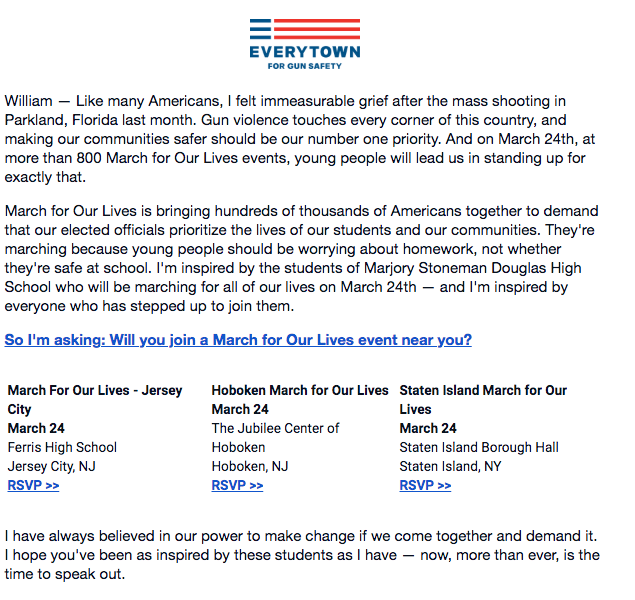 EVERYTOWN
FOR GUN SAFETY
William — Like many Americans, I felt immeasurable grief after the mass shooting in
Parkland, Florida last month. Gun violence touches every corner of this country, and
making our communities safer should be our number one priority. And on March 24th, at
more than 800 March for Our Lives events, young people will lead us in standing up for
exactly that.
March for Our Lives is bringing hundreds of thousands of Americans together to demand
that our elected officials prioritize the lives of our students and our communities. They're
marching because young people should be worrying about homework, not whether
they're safe at school. I'm inspired by the students of Marjory Stoneman Douglas High
School who will be marching for all of our lives on March 24th — and I'm inspired by
everyone who has stepped up to join them.
So I'm asking: Will you join a March for Our Lives event near you?
March For Our Lives - Jersey
City
March 24
Ferris High School
Jersey City, NJ
RSVP >>
Hoboken March for Our Lives
March 24
The Jubilee Center of
Hoboken
Hoboken, NJ
RSVP >>
Staten Island March for Our
Lives
March 24
Staten Island Borough Hall
Staten Island, NY
RSVP >>
I have always believed in our power to make change if we come together and demand it.
I hope you've been as inspired by these students as I have — now, more than ever, is the
time to speak out.